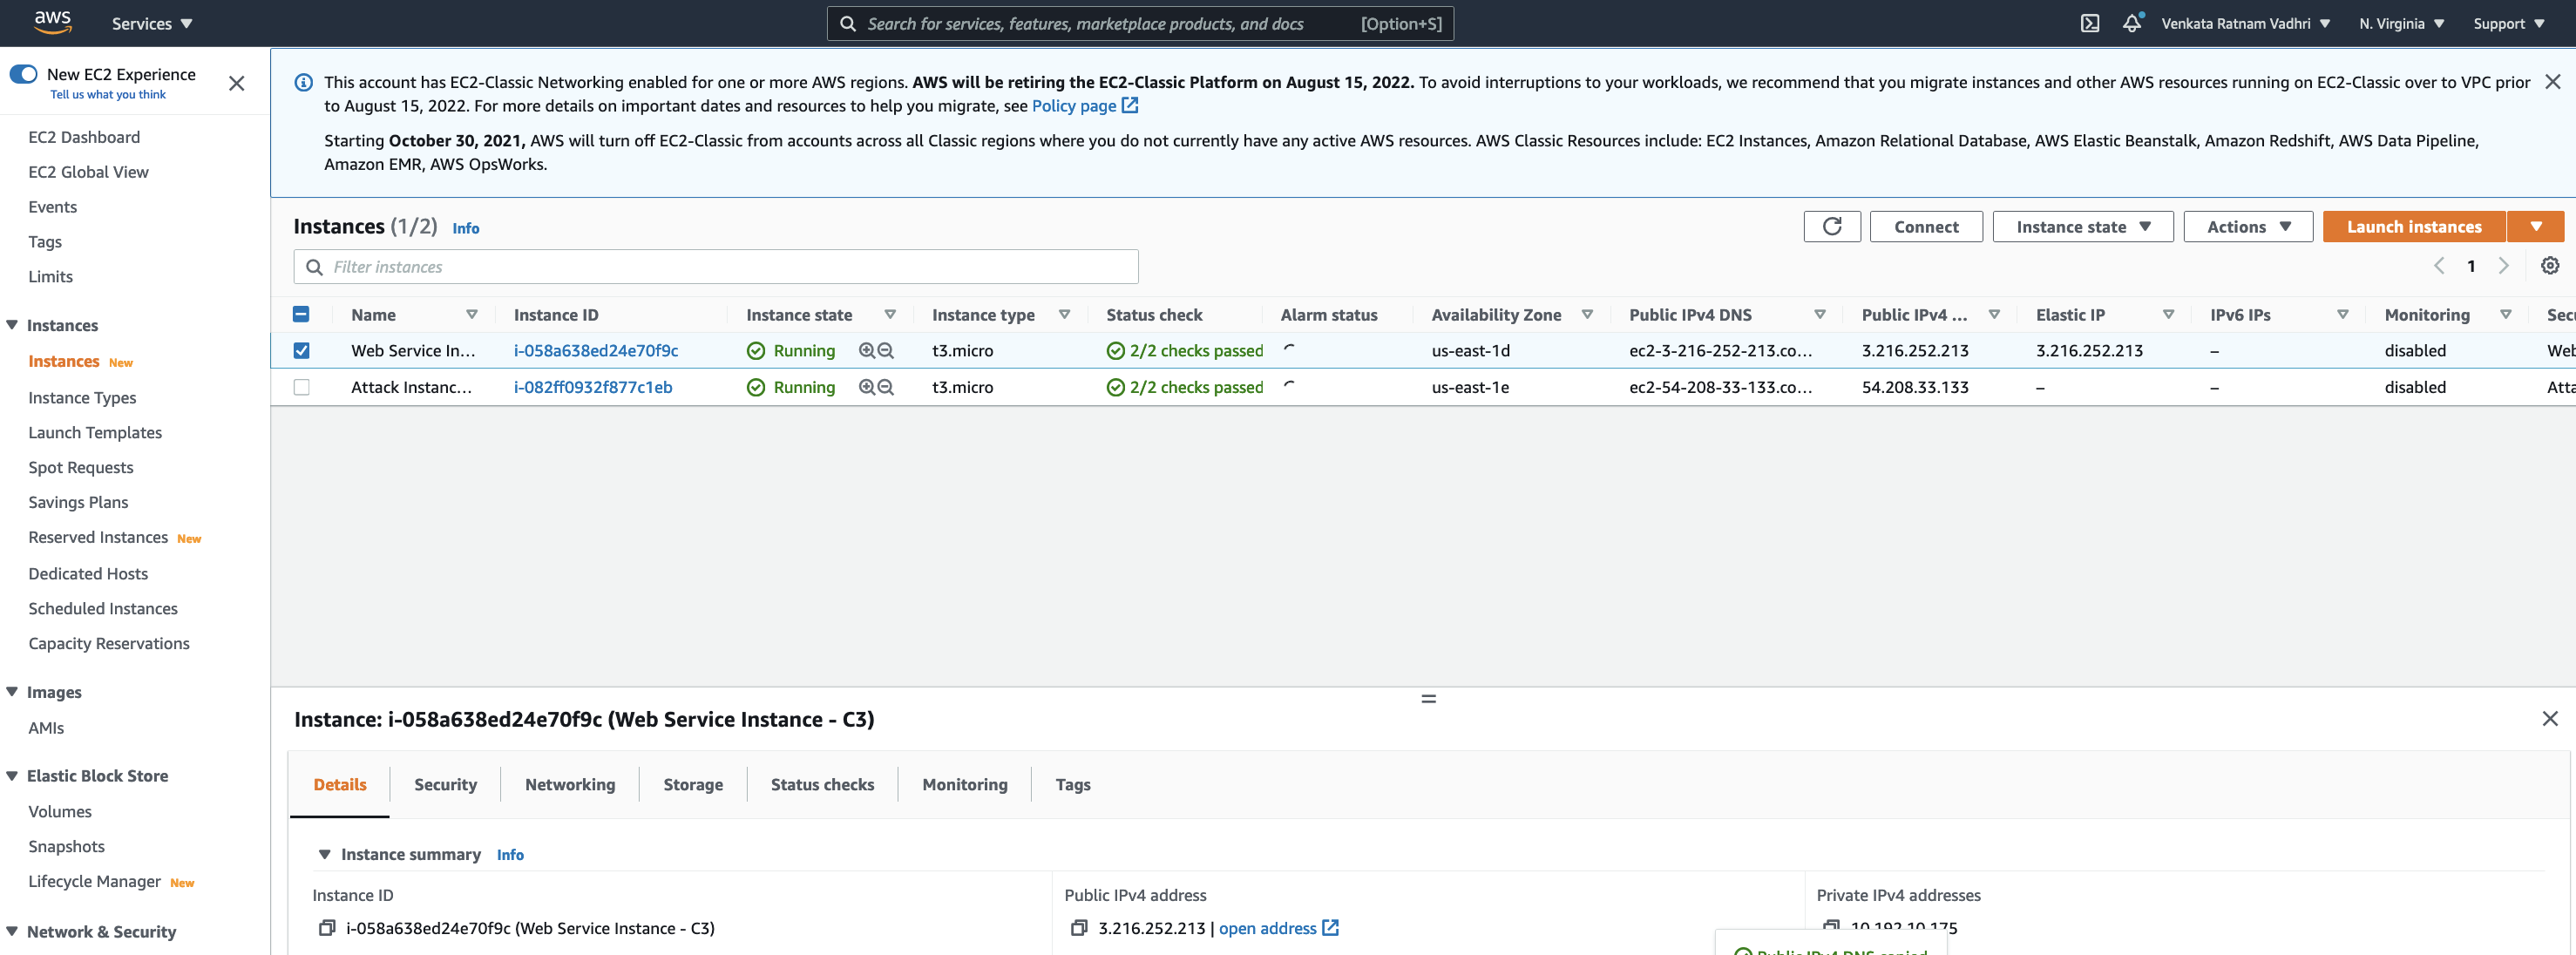 aws
Services
Search for services, features, marketplace products, and docs [Option+S]
Venkata Ratnam Vadhri
N. Virginia
Support
New EC2 Experience
Tell us what you think
EC2 Dashboard
EC2 Global View
Events
Tags
Limits
Instances
Instances New
Instance Types
Launch Templates
Spot Requests
Savings Plans
Reserved Instances New
Dedicated Hosts
Scheduled Instances
Capacity Reservations
Images
AMIs
Elastic Block Store
Volumes
Snapshots
Lifecycle Manager New
Network & Security
This account has EC2-Classic Networking enabled for one or more AWS regions. AWS will be retiring the EC2-Classic Platform on August 15, 2022. To avoid interruptions to your workloads, we recommend that you migrate instances and other AWS resources running on EC2-Classic over to VPC prior
to August 15, 2022. For more details on important dates and resources to help you migrate, see Policy page
Starting October 30, 2021, AWS will turn off EC2-Classic from accounts across all Classic regions where you do not currently have any active AWS resources. AWS Classic Resources include: EC2 Instances, Amazon Relational Database, AWS Elastic Beanstalk, Amazon Redshift, AWS Data Pipeline,
Amazon EMR, AWS OpsWorks.
Instances (1/2) Info
Connect
Instance state
Actions
Launch instances
Filter instances
1
Name Instance ID Instance state Instance type Status check Alarm status Availability Zone Public IPv4 DNS Public IPv4 ... Elastic IP IPv6 IPs Monitoring Secu
Web Service In... i-058a638ed24e70f9c Running t3.micro 2/2 checks passed us-east-1d ec2-3-216-252-213.co... 3.216.252.213 3.216.252.213 – disabled Web
Attack Instanc... i-082ff0932f877c1eb Running t3.micro 2/2 checks passed us-east-1e ec2-54-208-33-133.co... 54.208.33.133 – – disabled Atta
Instance: i-058a638ed24e70f9c (Web Service Instance - C3)
Details Security Networking Storage Status checks Monitoring Tags
Instance summary Info
Instance ID
i-058a638ed24e70f9c (Web Service Instance - C3)
Public IPv4 address
3.216.252.213 | open address
Private IPv4 addresses
10.192.10.175
Public IPv4 DNS copied